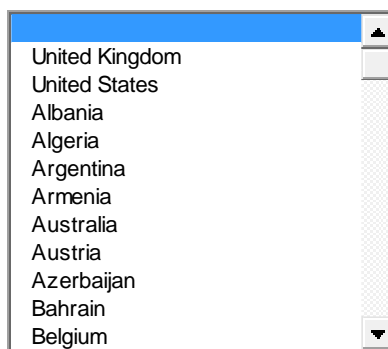 United Kingdom
United States
Albania
Algeria
Argentina
Armenia
Australia
Austria
Azerbaijan
Bahrain
Belgium